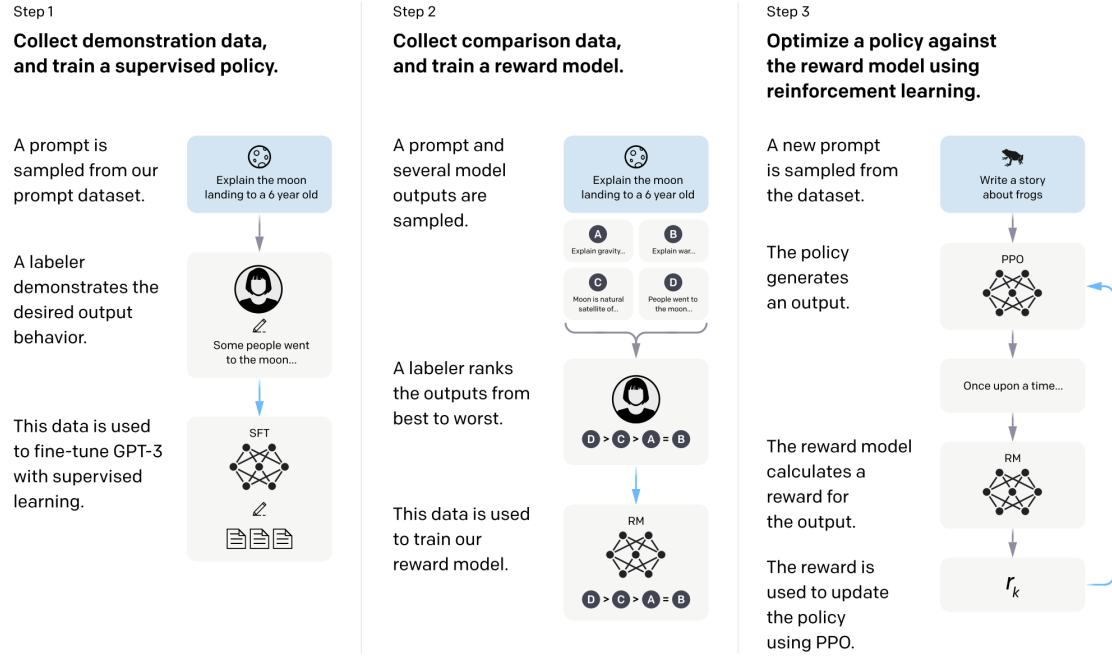 Step 1
Collect demonstration data,
and train a supervised policy.
A prompt is
sampled from our
prompt dataset.
Explain the moon
landing to a 6 year old
A labeler
demonstrates the
desired output
behavior.
Some people went
to the moon...
This data is used
to fine-tune GPT-3
with supervised
learning.
SFT
Step 2
Collect comparison data,
and train a reward model.
A prompt and
several model
outputs are
sampled.
Explain the moon
landing to a 6 year old
A
Explain gravity...
B
Explain war...
C
Moon is natural
satellite of...
D
People went to
the moon...
A labeler ranks
the outputs from
best to worst.
D > C > A = B
This data is used
to train our
reward model.
RM
D > C > A = B
Step 3
Optimize a policy against
the reward model using
reinforcement learning.
A new prompt
is sampled from
the dataset.
Write a story
about frogs
The policy
generates
an output.
PPO
Once upon a time...
The reward model
calculates a
reward for
the output.
RM
The reward is
used to update
the policy
using PPO.
r_k